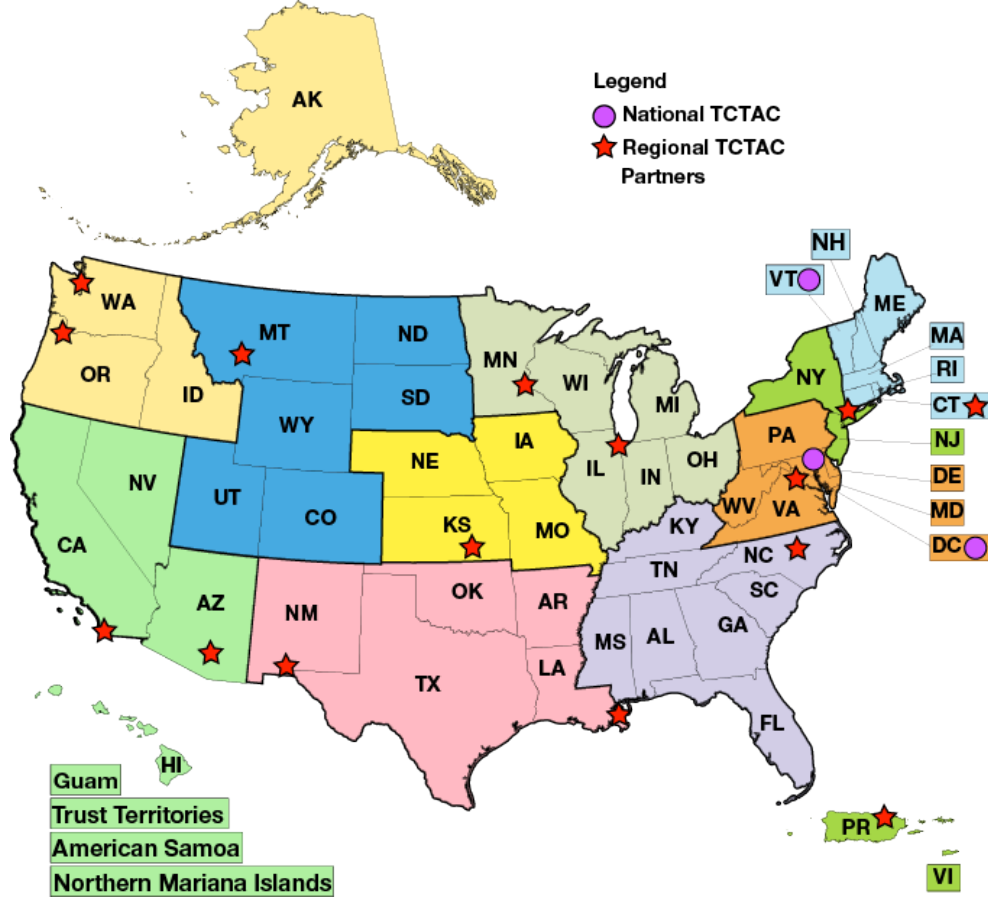 AK
Legend
National TCTAC
Regional TCTAC
Partners
NH
VT
ME
WA
MT
ND
MN
MA
RI
OR
ID
SD
WI
MI
NY
CT
WY
IA
PA
NJ
NV
UT
CO
NE
IL
IN
OH
WV
VA
DE
MD
CA
KS
MO
KY
DC
AZ
NM
OK
AR
TN
NC
SC
TX
LA
MS
AL
GA
FL
HI
Guam
Trust Territories
American Samoa
Northern Mariana Islands
PR
VI